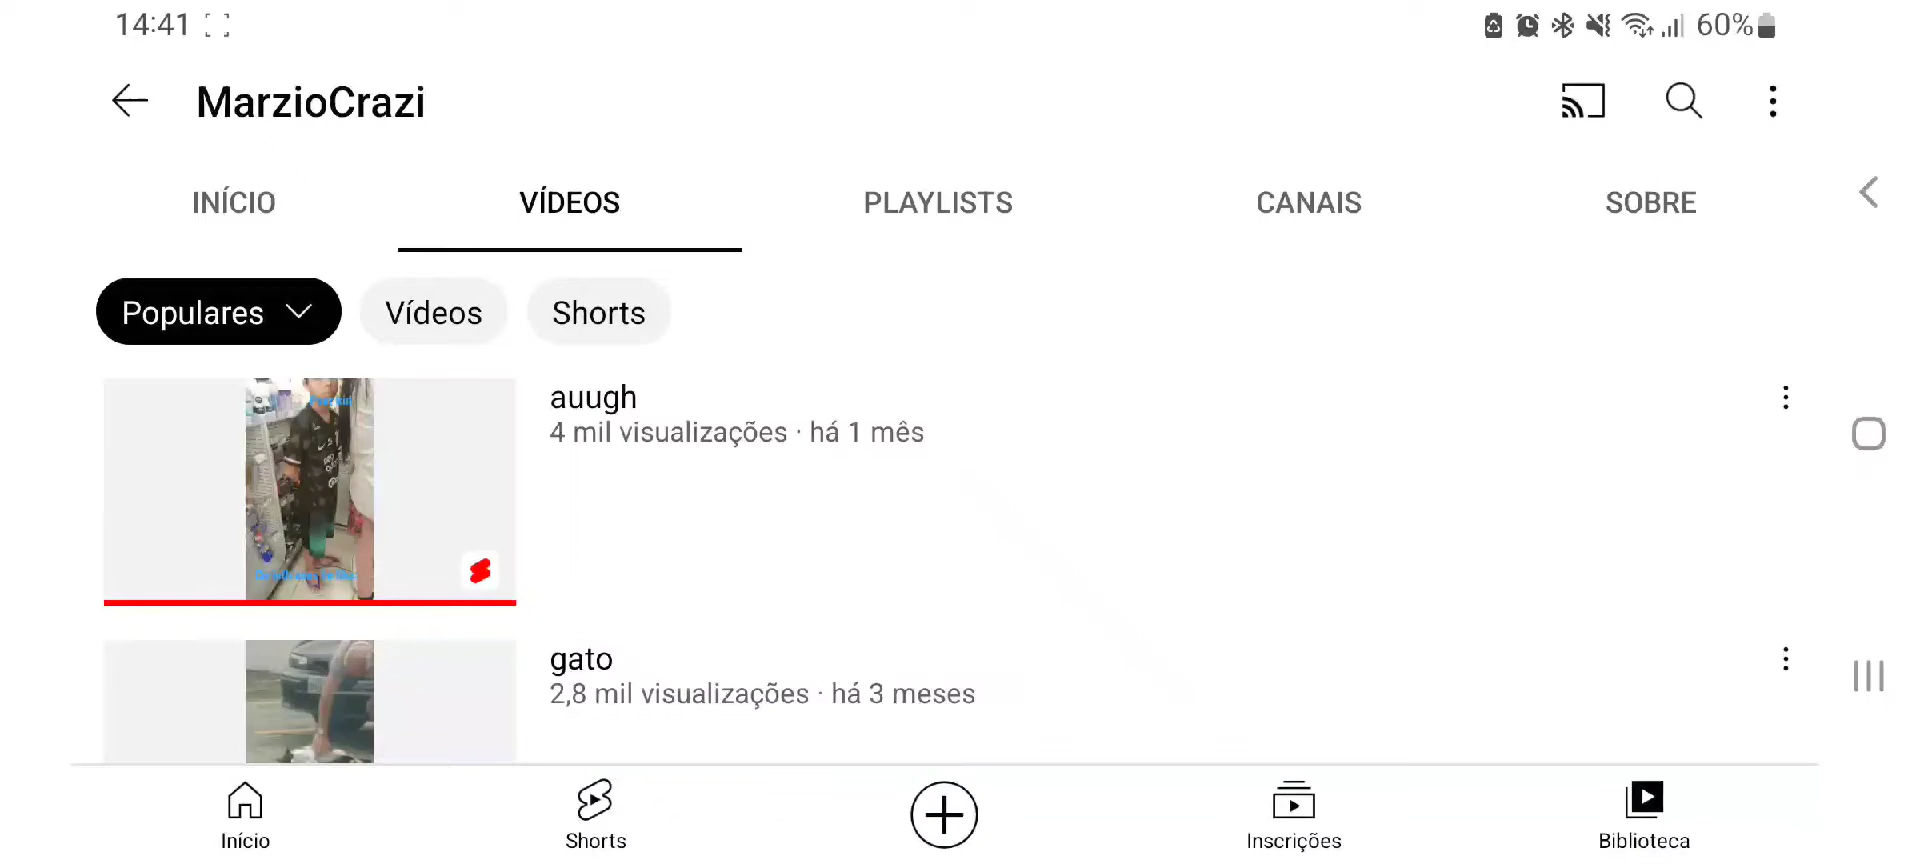 14:41
60%
MarzioCrazi
INÍCIO
VÍDEOS
PLAYLISTS
CANAIS
SOBRE
Populares
Vídeos
Shorts
auugh
4 mil visualizações · há 1 mês
gato
2,8 mil visualizações · há 3 meses
Início
Shorts
Inscrições
Biblioteca